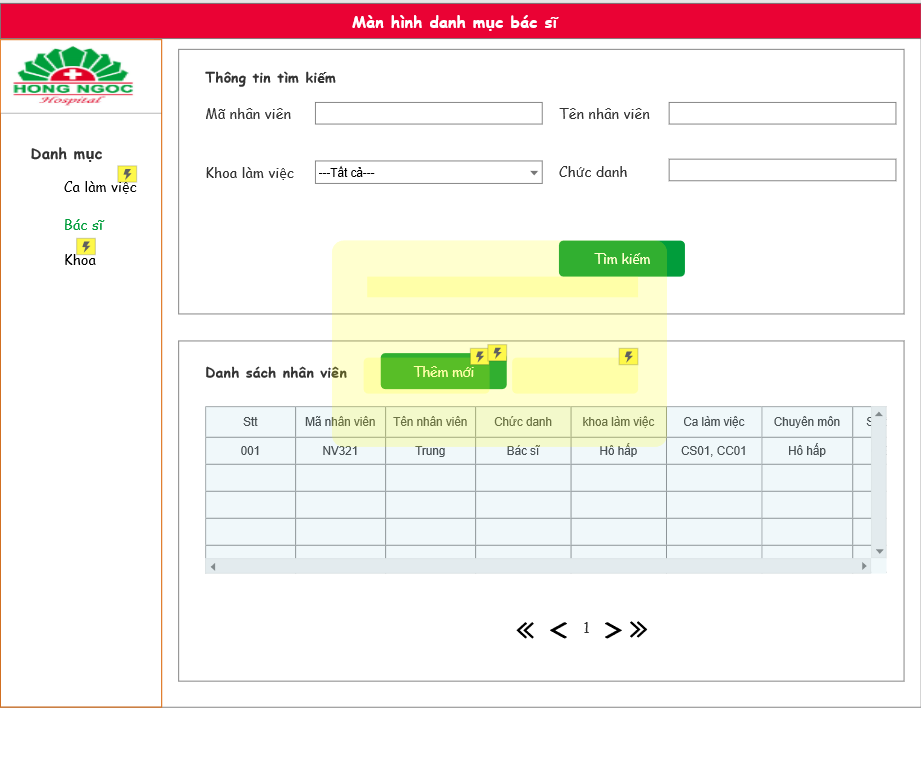 Màn hình danh mục bác sĩ
HONG NGOC
Hospital
Danh mục
Ca làm việc
Bác sĩ
Khoa
Thông tin tìm kiếm
Mã nhân viên
Tên nhân viên
Khoa làm việc
---Tất cả---
Chức danh
Tìm kiếm
Danh sách nhân viên
Thêm mới
Stt Mã nhân viên Tên nhân viên Chức danh khoa làm việc Ca làm việc Chuyên môn S
001 NV321 Trung Bác sĩ Hô hấp CS01, CC01 Hô hấp
1